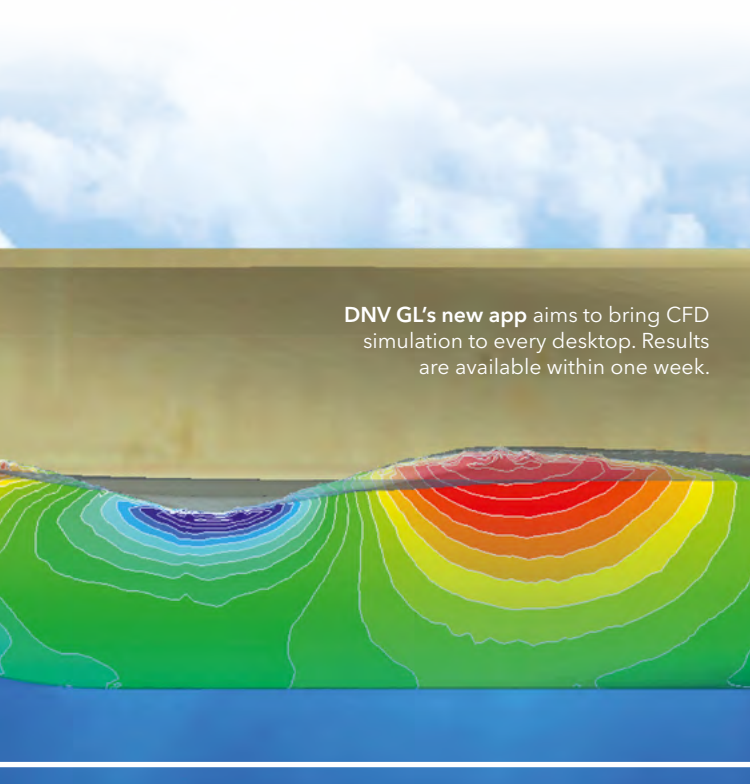 DNV GL’s new app aims to bring CFD
simulation to every desktop. Results
are available within one week.